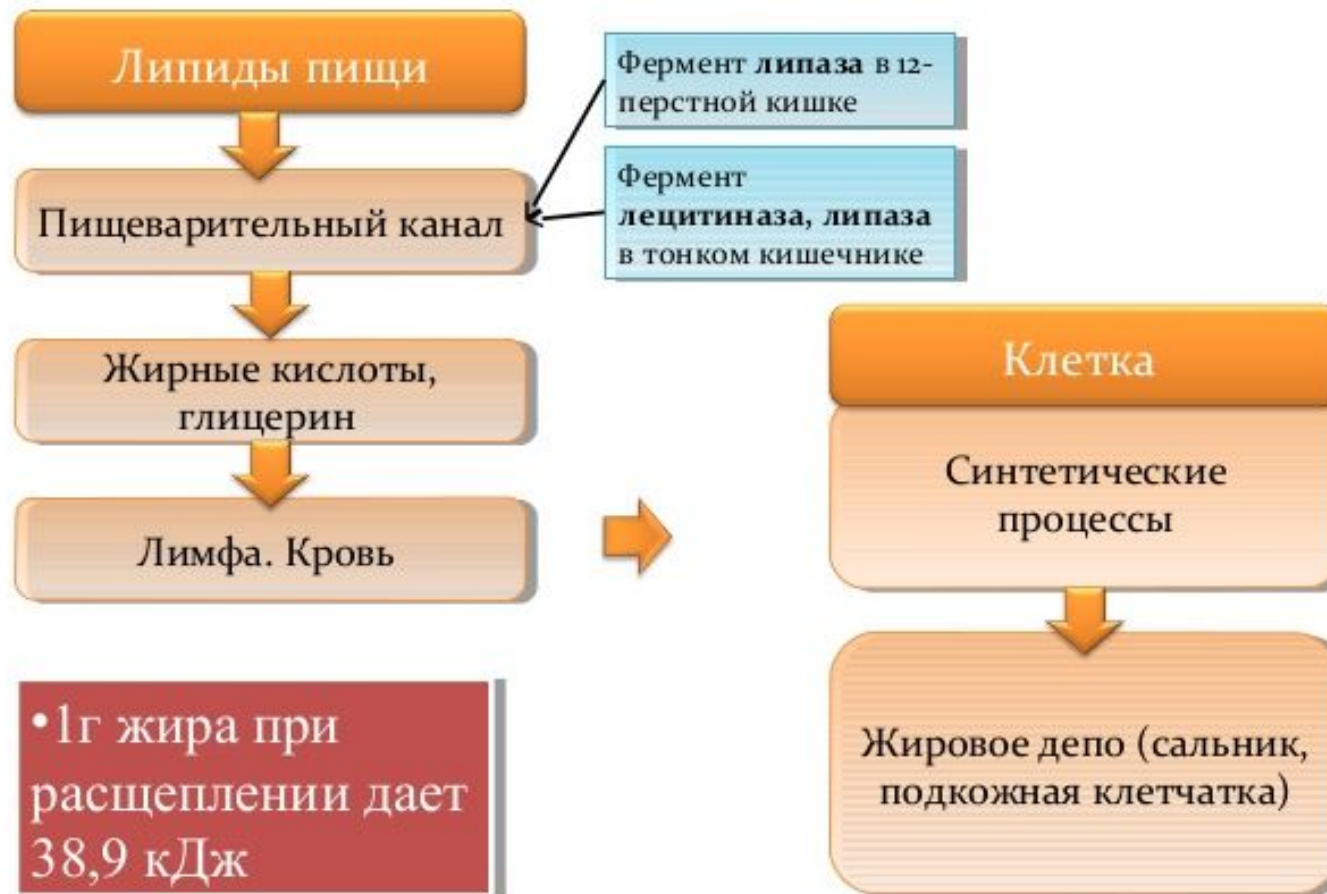 Липиды пищи
Фермент липаза в 12-
перстной кишке
Пищеварительный канал
Фермент
лецитиназа, липаза
в тонком кишечнике
Жирные кислоты,
глицерин
Лимфа. Кровь
Клетка
Синтетические
процессы
Жировое депо (сальник,
подкожная клетчатка)
•1г жира при
расщеплении дает
38,9 кДж